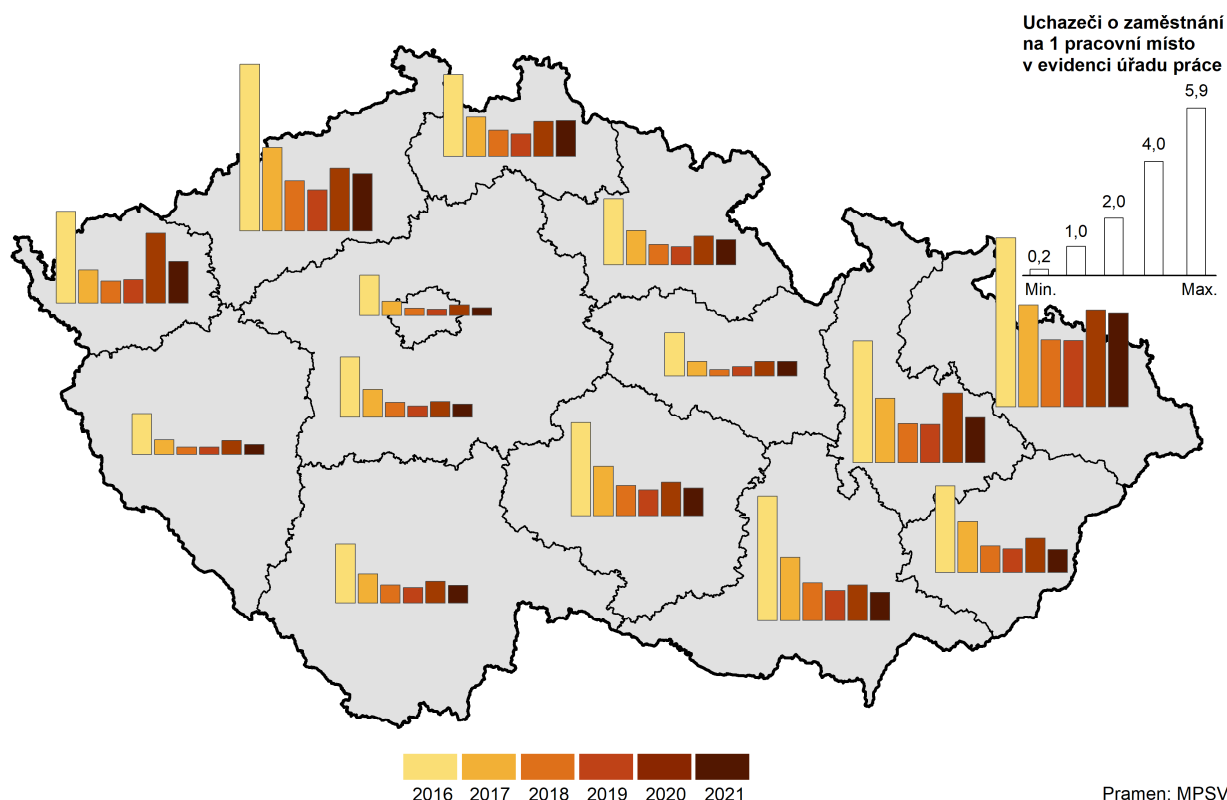 Uchazeči o zaměstnání
na 1 pracovní místo
v evidenci úřadu práce
5,9
4,0
2,0
1,0
0,2
Min.
Max.
2016 2017 2018 2019 2020 2021
Pramen: MPSV